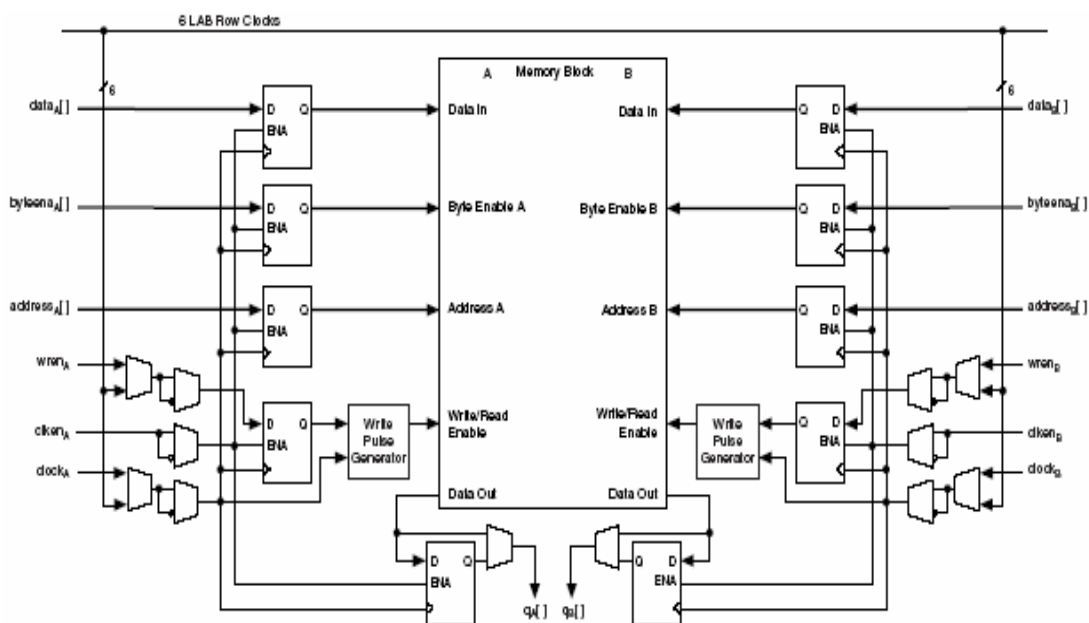 6 LAB Row Clocks
A Memory Block B
6
6
dataA[ ]
D Q
ENA
Data In
Data In
Q D
ENA
dataB[ ]
byteenaA[ ]
D Q
ENA
Byte Enable A
Byte Enable B
Q D
ENA
byteenaB[ ]
addressA[ ]
D Q
ENA
Address A
Address B
Q D
ENA
addressB[ ]
wrenA
wrenB
clkenA
D Q
ENA
Write
Pulse
Generator
Write/Read
Enable
Write/Read
Enable
Write
Pulse
Generator
Q D
ENA
clkenB
clockA
clockB
Data Out
Data Out
D Q
ENA
Q D
ENA
qA[ ]
qB[ ]